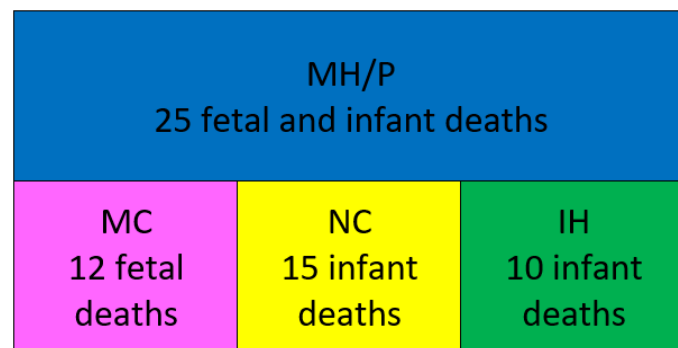 MH/P
25 fetal and infant deaths
MC
12 fetal
deaths
NC
15 infant
deaths
IH
10 infant
deaths